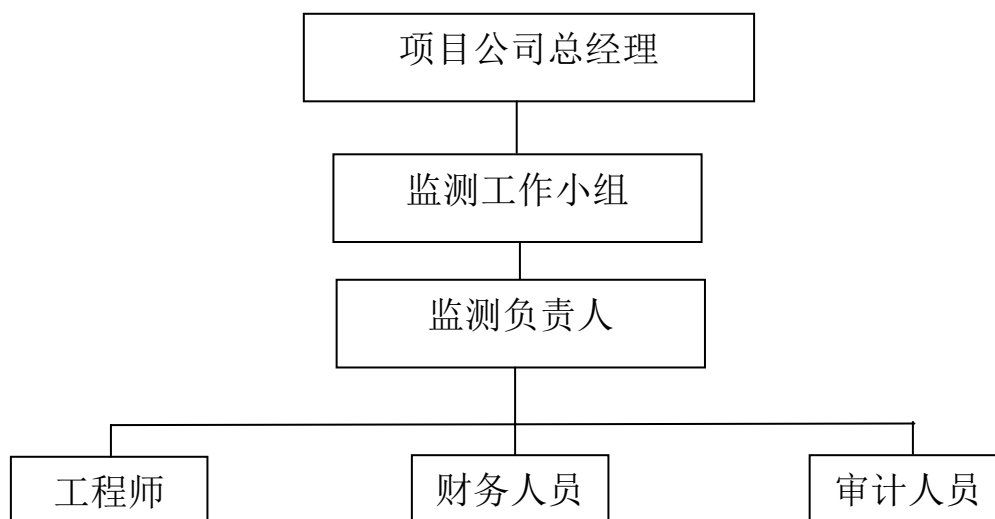 项目公司总经理
监测工作小组
监测负责人
工程师
财务人员
审计人员